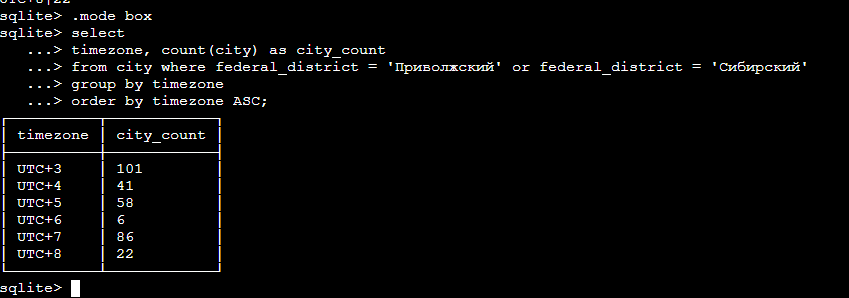 UTC+8|22
sqlite> .mode box
sqlite> select
...> timezone, count(city) as city_count
...> from city where federal_district = 'Приволжский' or federal_district = 'Сибирский'
...> group by timezone
...> order by timezone ASC;
timezone city_count
UTC+3 101
UTC+4 41
UTC+5 58
UTC+6 6
UTC+7 86
UTC+8 22
sqlite>